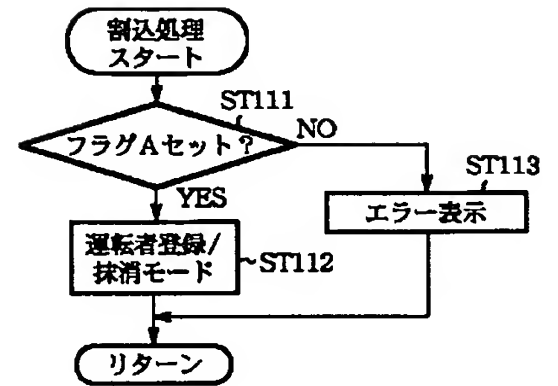 割込処理
スタート
ST111
フラグAセット?
NO
YES
ST113
エラー表示
運転者登録/
抹消モード
~ST112
リターン